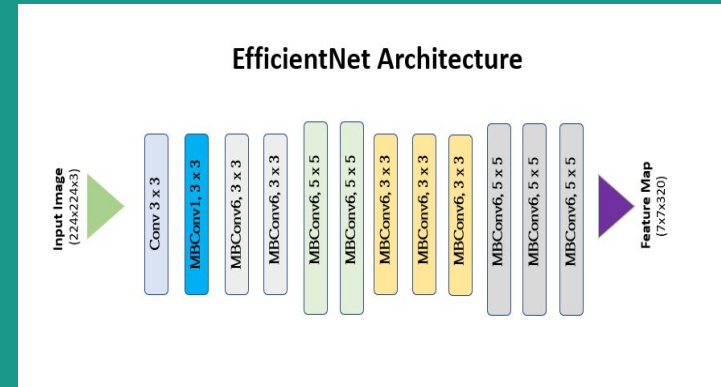 EfficientNet Architecture
Input Image
(224x224x3)
Conv 3 x 3
MBConv1, 3 x 3
MBConv6, 3 x 3
MBConv6, 3 x 3
MBConv6, 5 x 5
MBConv6, 5 x 5
MBConv6, 3 x 3
MBConv6, 3 x 3
MBConv6, 3 x 3
MBConv6, 5 x 5
MBConv6, 5 x 5
MBConv6, 5 x 5
Feature Map
(7x7x320)